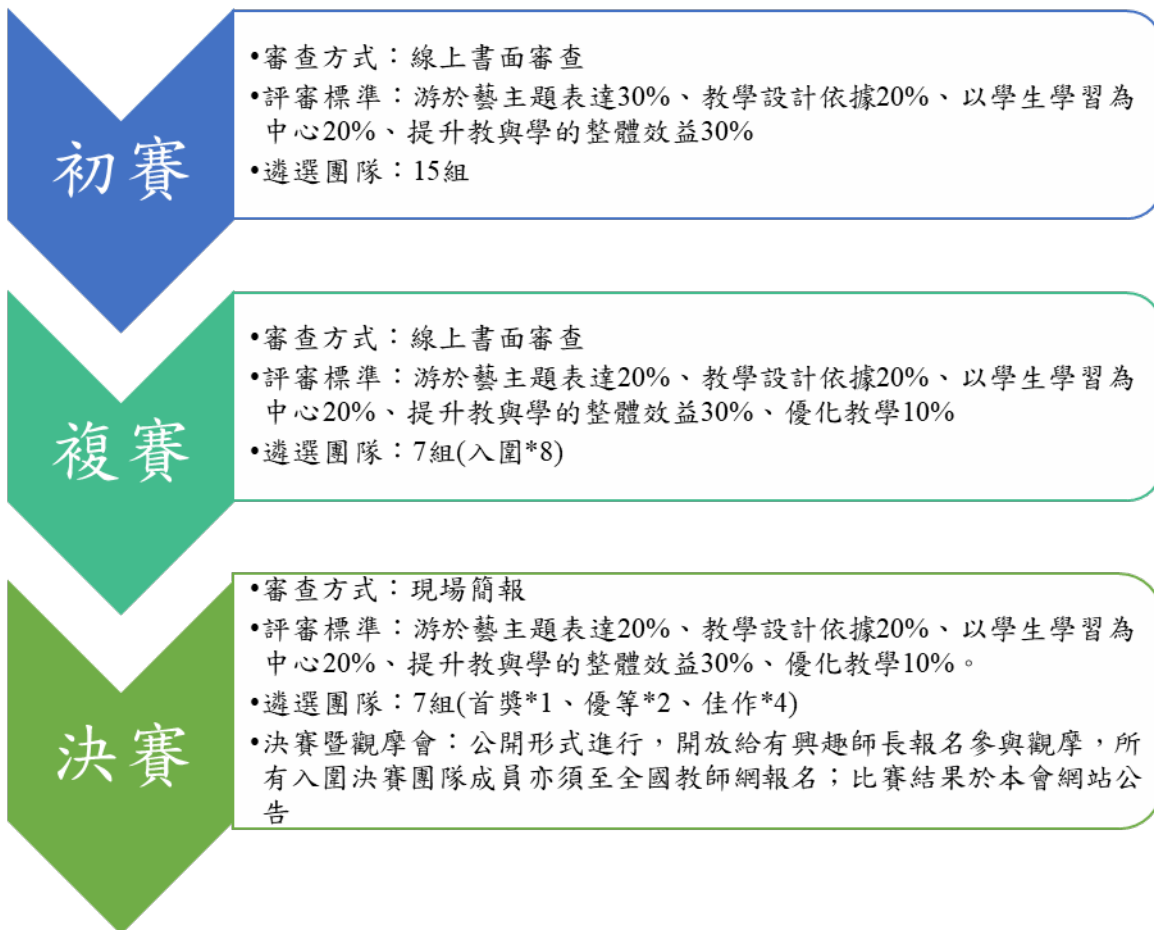 初賽
•審查方式：線上書面審查
•評審標準：游於藝主題表達30%、教學設計依據20%、以學生學習為
中心20%、提升教與學的整體效益30%
•遴選團隊：15組
複賽
•審查方式：線上書面審查
•評審標準：游於藝主題表達20%、教學設計依據20%、以學生學習為
中心20%、提升教與學的整體效益30%、優化教學10%
•遴選團隊：7組(入圍*8)
決賽
•審查方式：現場簡報
•評審標準：游於藝主題表達20%、教學設計依據20%、以學生學習為
中心20%、提升教與學的整體效益30%、優化教學10%。
•遴選團隊：7組(首獎*1、優等*2、佳作*4)
•決賽暨觀摩會：公開形式進行，開放給有興趣師長報名參與觀摩，所
有入圍決賽團隊成員亦須至全國教師網報名；比賽結果於本會網站公
告